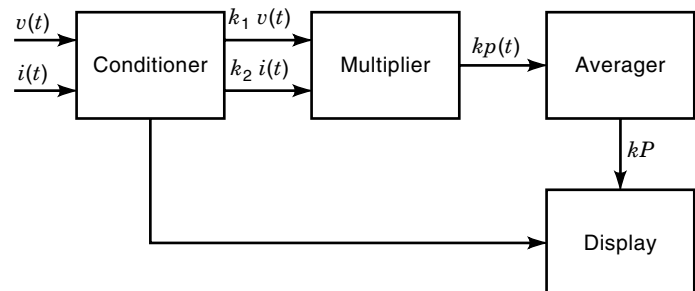 v(t)
i(t)
Conditioner
k₁ v(t)
k₂ i(t)
Multiplier
kp(t)
Averager
kP
Display